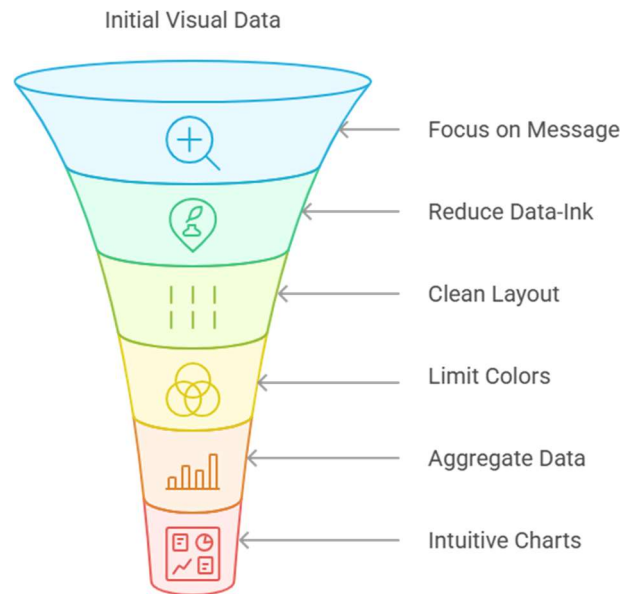 Initial Visual Data
Focus on Message
Reduce Data-Ink
Clean Layout
Limit Colors
Aggregate Data
Intuitive Charts